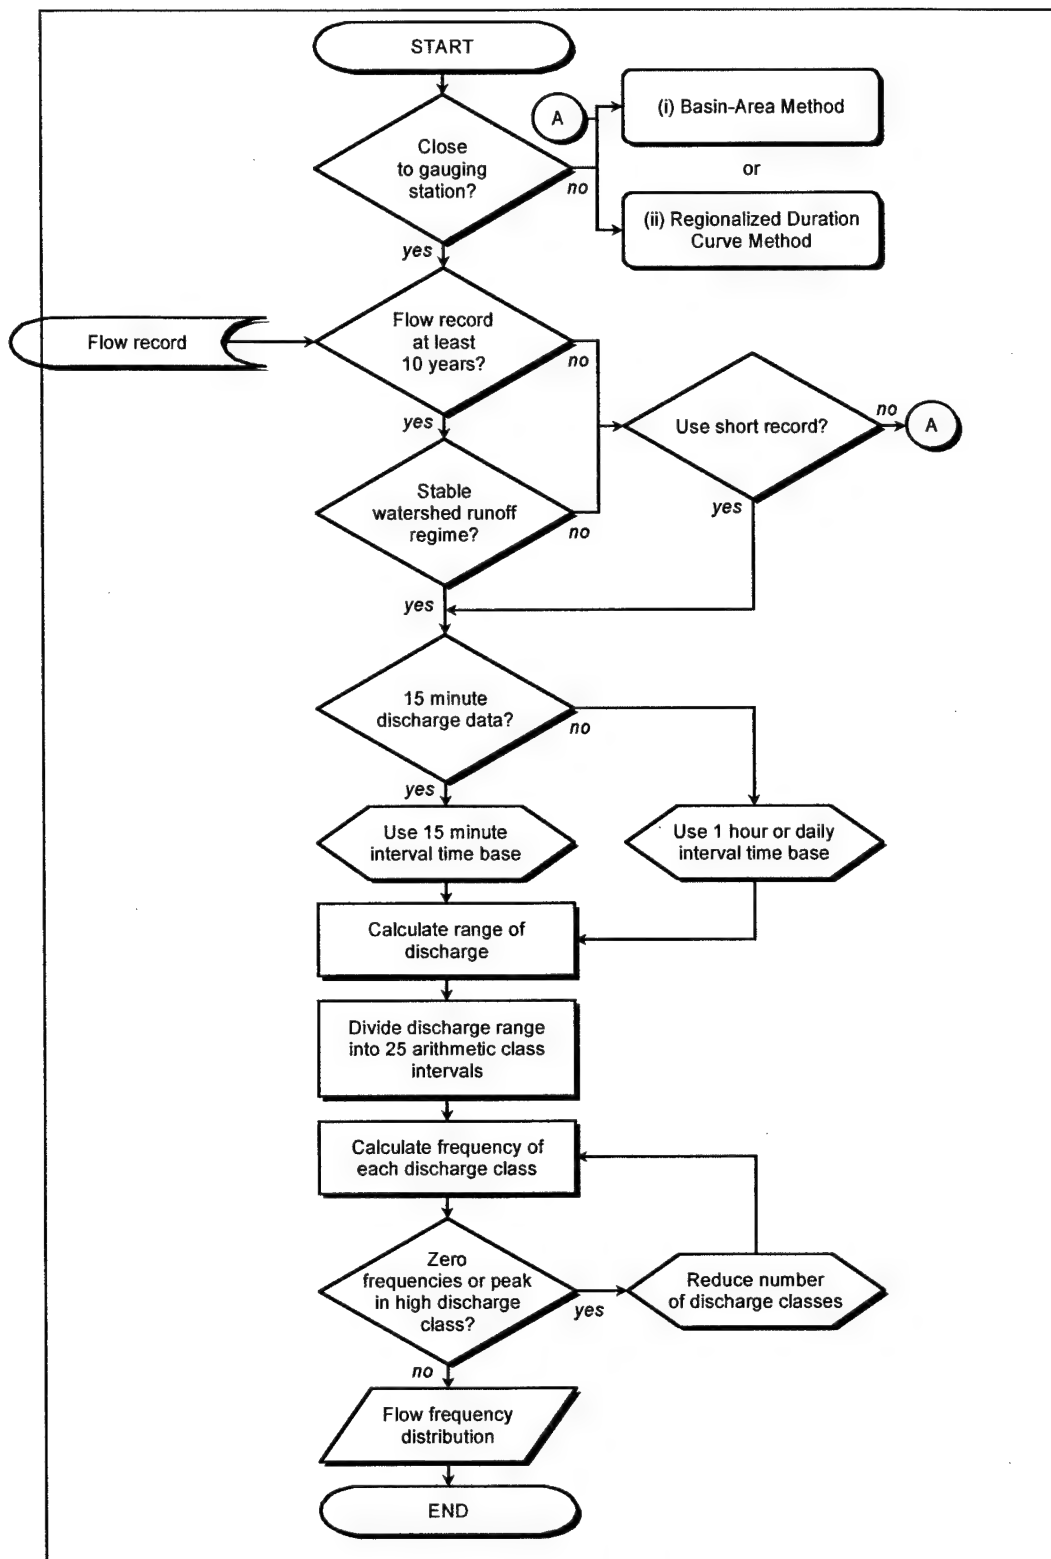 START
A
(i) Basin-Area Method
Close
to gauging
station?
no
or
(ii) Regionalized Duration
Curve Method
yes
Flow record
Flow record
at least
10 years?
no
yes
Use short record?
no
A
Stable
watershed runoff
regime?
no
yes
yes
15 minute
discharge data?
no
yes
Use 15 minute
interval time base
Use 1 hour or daily
interval time base
Calculate range of
discharge
Divide discharge range
into 25 arithmetic class
intervals
Calculate frequency of
each discharge class
Zero
frequencies or peak
in high discharge
class?
yes
Reduce number
of discharge classes
no
Flow frequency
distribution
END